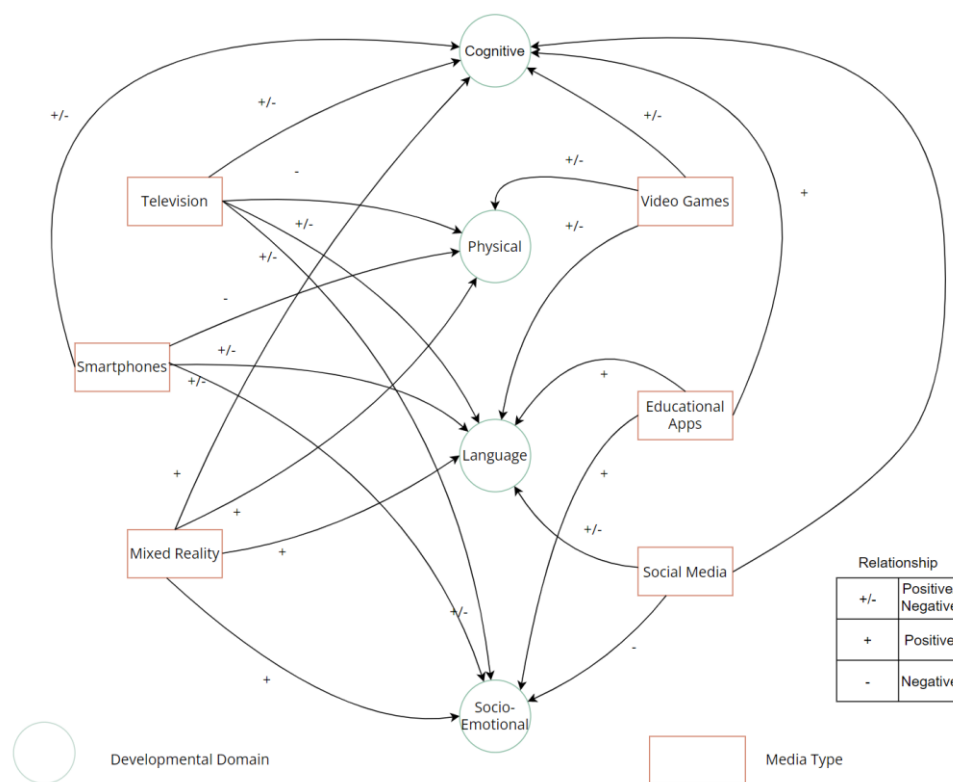 Cognitive
+/-
+/-
+/-
+
-
+/-
Television
Video Games
+/-
+/-
Physical
+/-
-
Smartphones
+/-
+/-
+
Educational
Apps
Language
+
+
+
Mixed Reality
+
+/-
Social Media
Relationship
+/-
Positive
Negative
+
Positive
-
Negative
+/-
-
+
Socio-
Emotional
Developmental Domain
Media Type